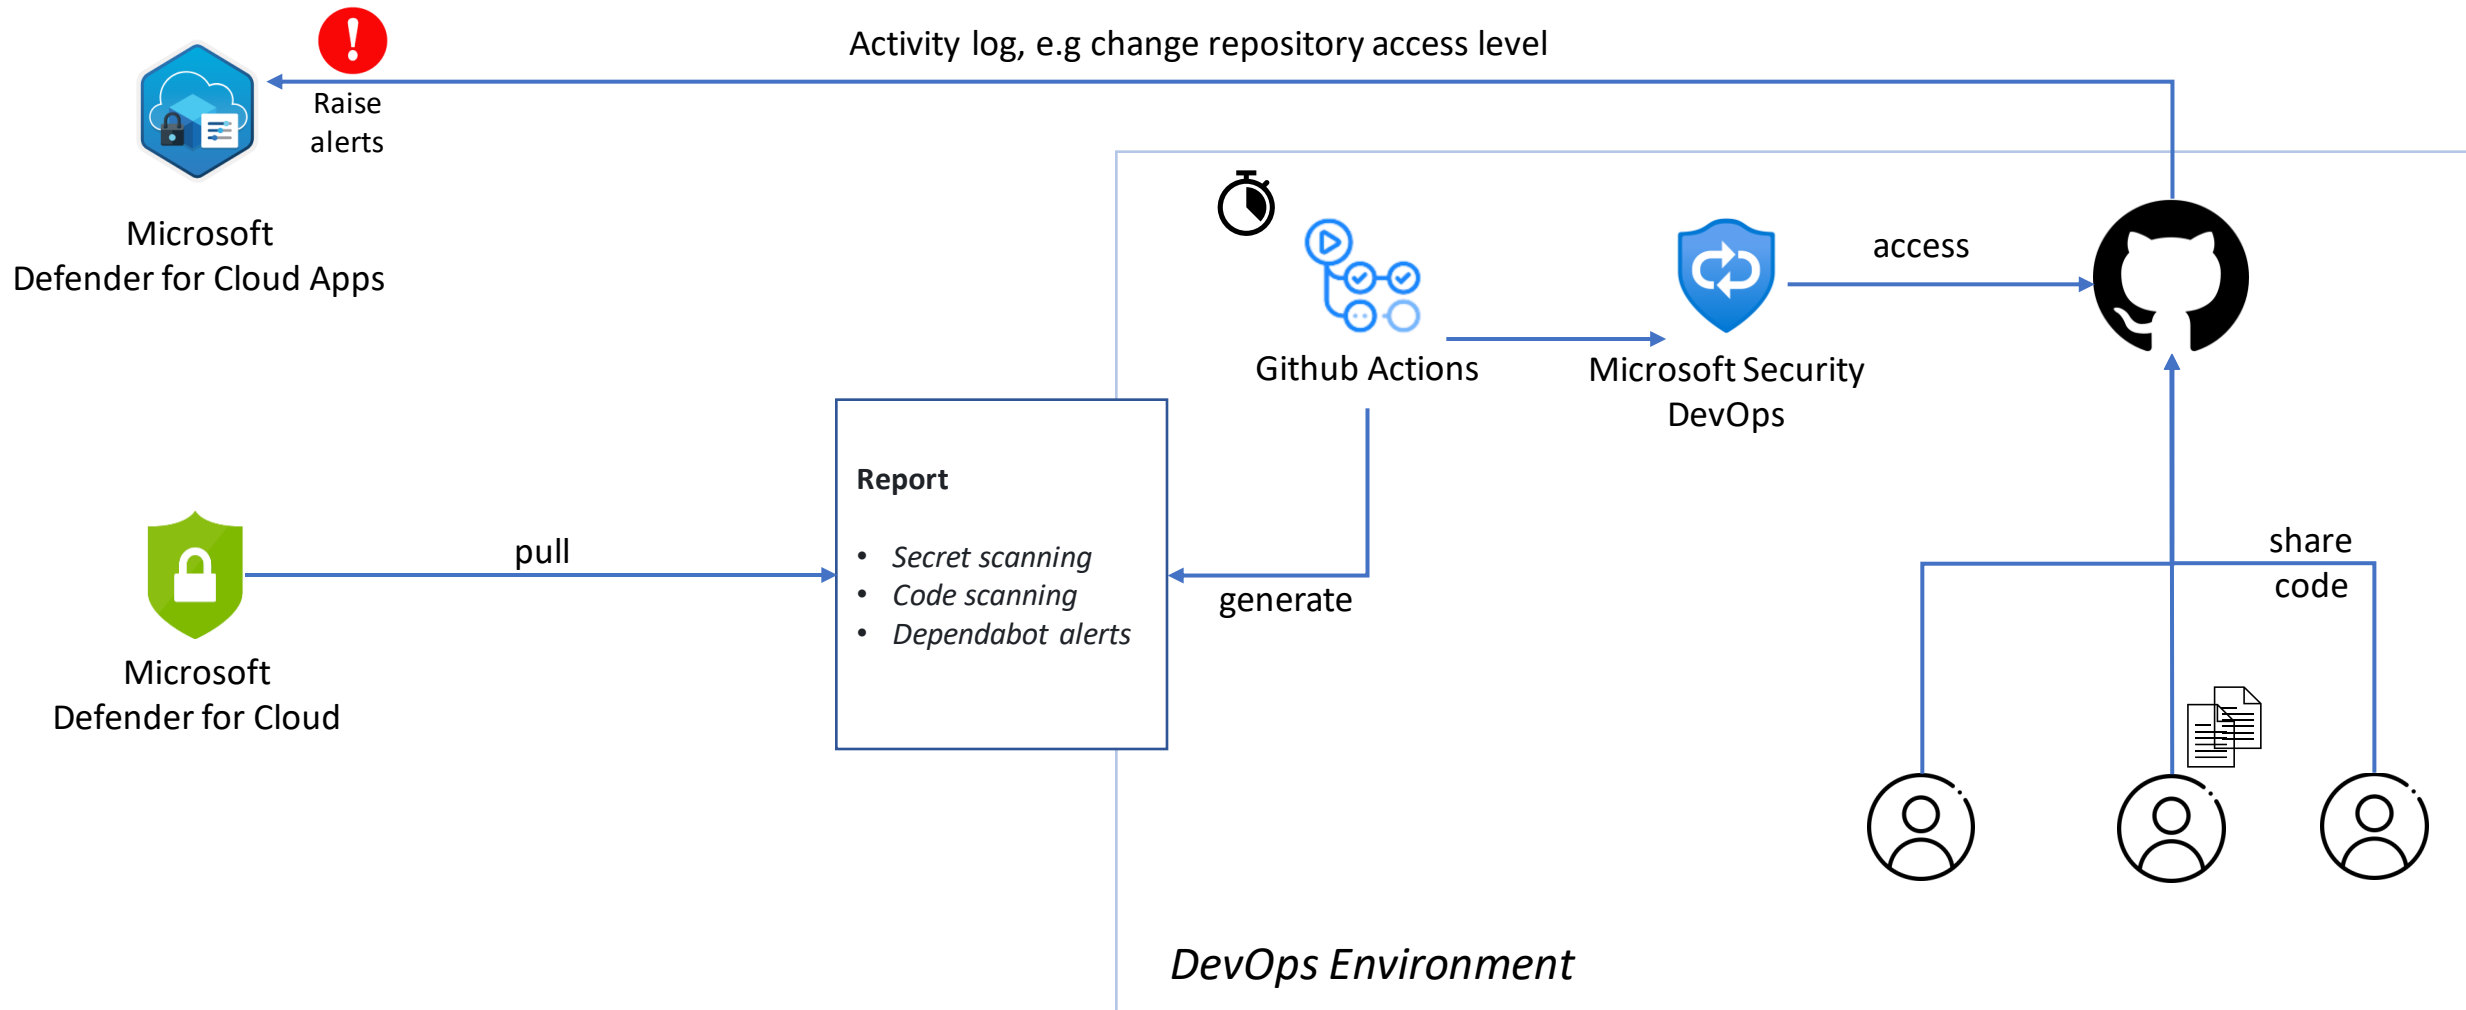 Activity log, e.g change repository access level
Raise
alerts
Microsoft
Defender for Cloud Apps
access
Github Actions
Microsoft Security
DevOps
Report
• Secret scanning
• Code scanning
• Dependabot alerts
pull
generate
share
code
Microsoft
Defender for Cloud
DevOps Environment